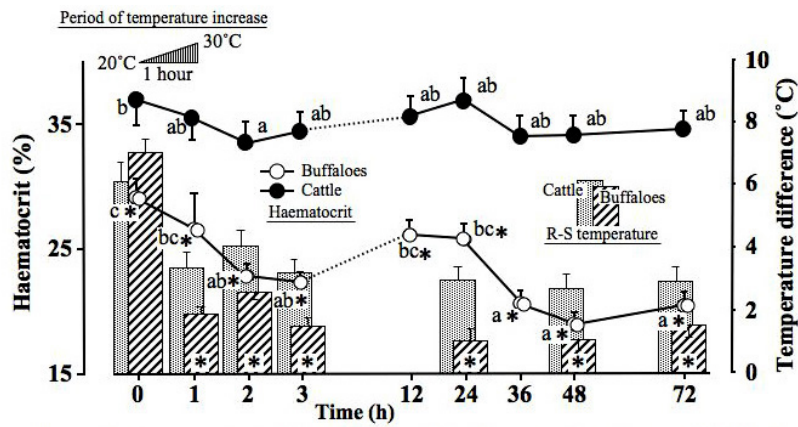 Period of temperature increase
20˚C 30˚C
1 hour
Haematocrit (%)
35
25
15
10
8
6
4
2
0
Temperature difference (˚C)
b ab a ab ab ab ab ab ab
Buffaloes
Cattle
Haematocrit
Cattle Buffaloes
R-S temperature
c * bc* ab* ab* bc* bc* a * a * a *
* * * * * *
0 1 2 3 12 24 36 48 72
Time (h)